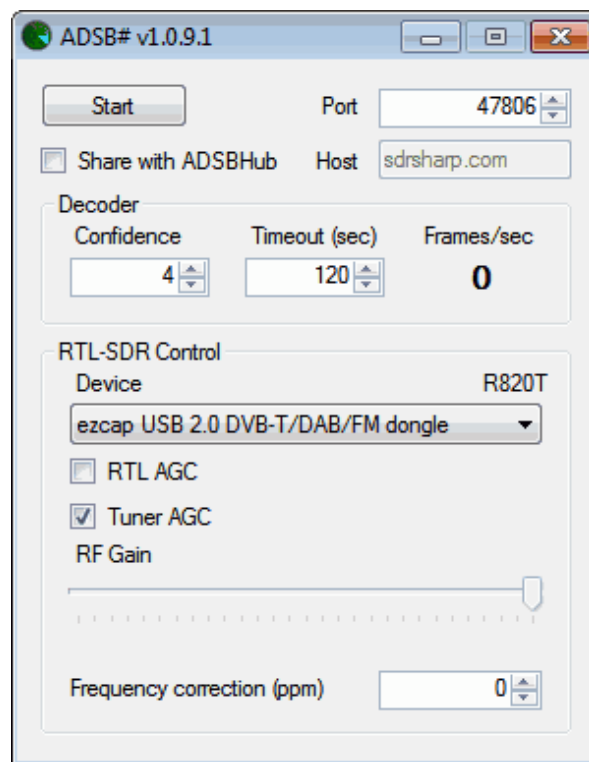 ADSB# v1.0.9.1
Start Port 47806
Share with ADSBHub Host sdrsharp.com
Decoder
Confidence Timeout (sec) Frames/sec
4 120 0
RTL-SDR Control
Device R820T
ezcap USB 2.0 DVB-T/DAB/FM dongle
RTL AGC
Tuner AGC
RF Gain
Frequency correction (ppm) 0